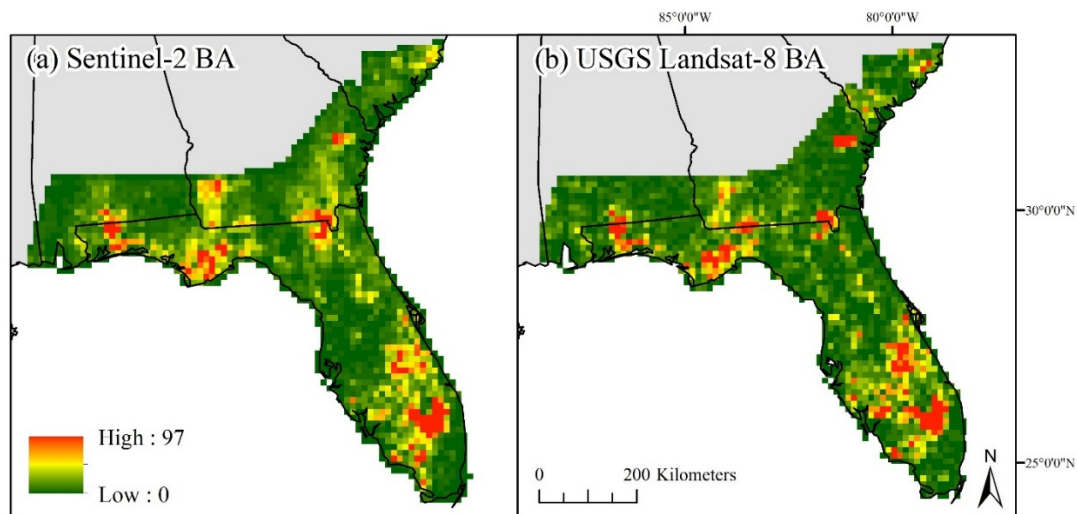 85°0'0"W 80°0'0"W
(a) Sentinel-2 BA
(b) USGS Landsat-8 BA
30°0'0"N
High : 97
Low : 0
0 200 Kilometers
N
25°0'0"N